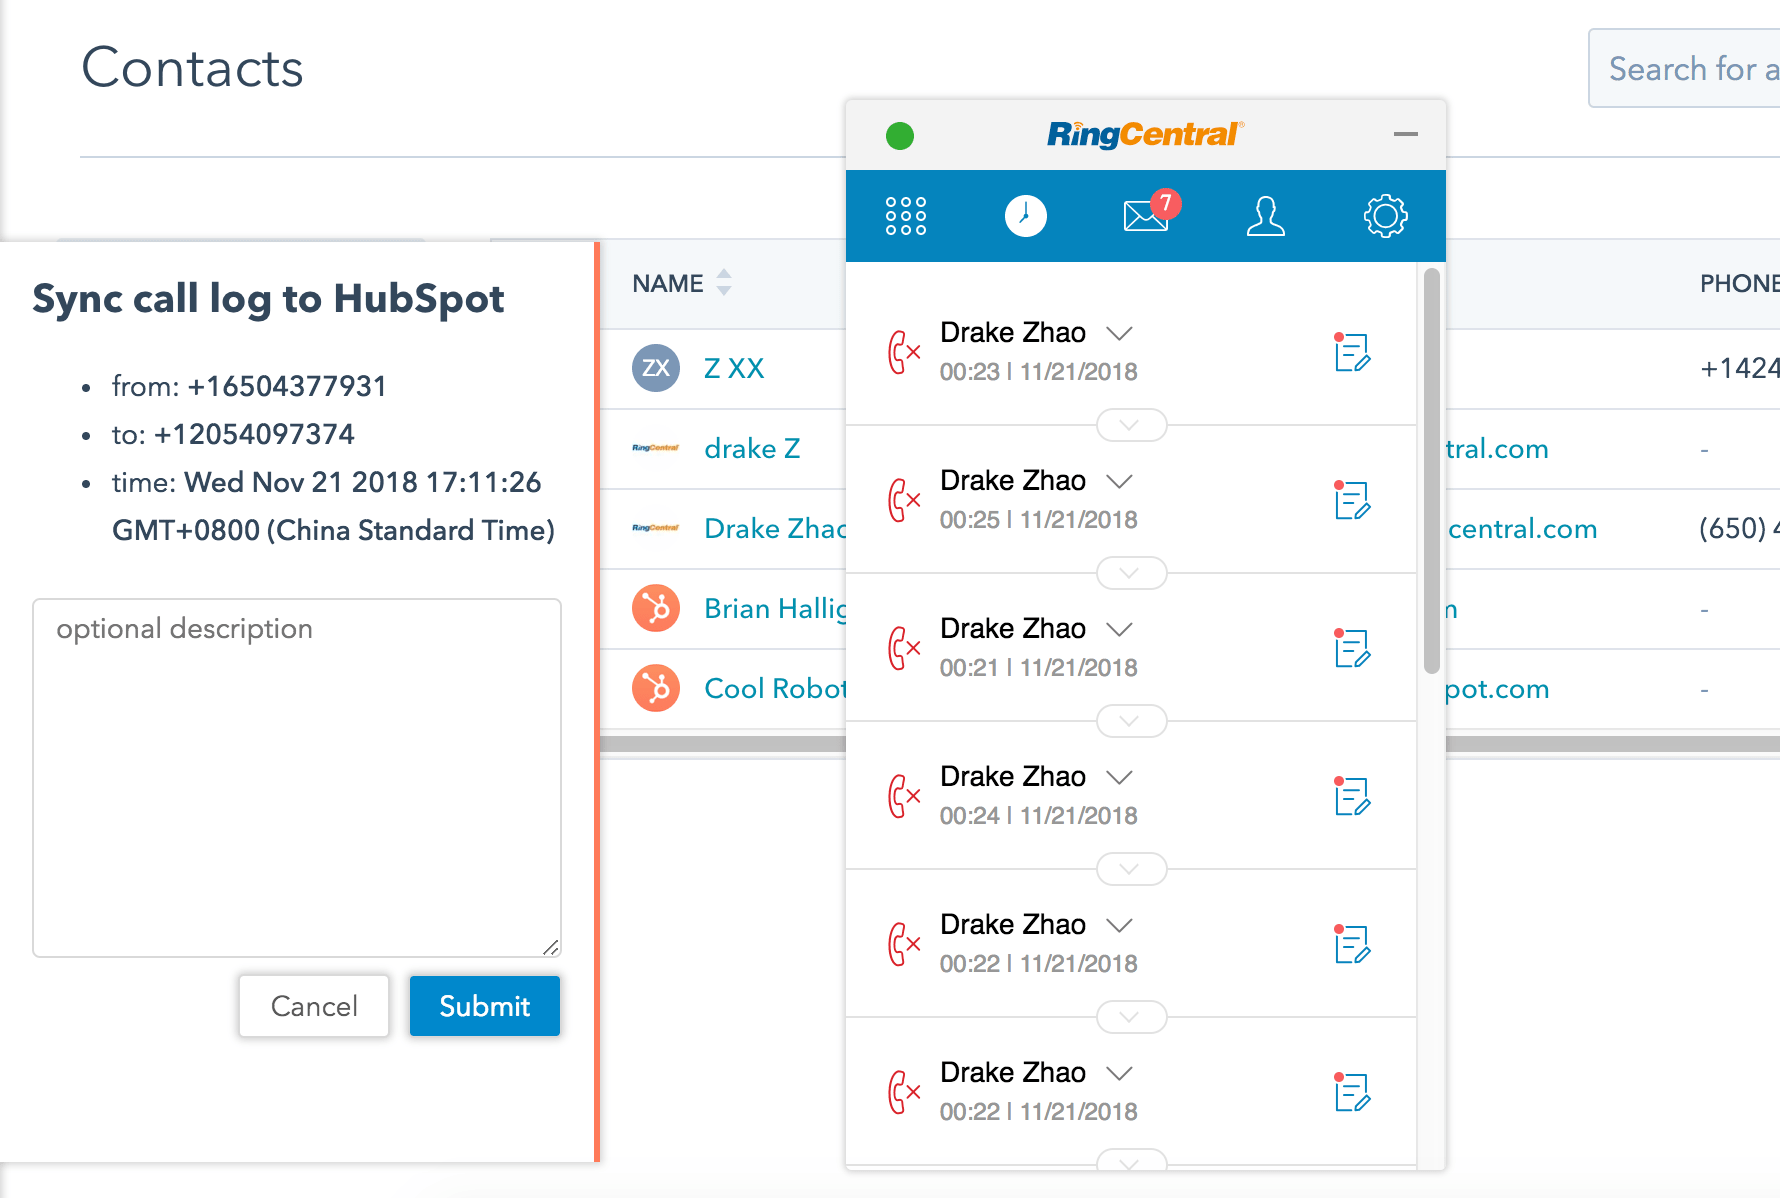 Contacts
Search for a
RingCentral
7
Sync call log to HubSpot
from: +16504377931
to: +12054097374
time: Wed Nov 21 2018 17:11:26
GMT+0800 (China Standard Time)
optional description
Cancel
Submit
NAME
PHONE
ZX
Z XX
+1424
RingCentral
drake Z
tral.com
-
RingCentral
Drake Zhao
central.com
(650) 4
Brian Hallig
-
Cool Robot
pot.com
-
Drake Zhao
00:23 | 11/21/2018
Drake Zhao
00:25 | 11/21/2018
Drake Zhao
00:21 | 11/21/2018
Drake Zhao
00:24 | 11/21/2018
Drake Zhao
00:22 | 11/21/2018
Drake Zhao
00:22 | 11/21/2018